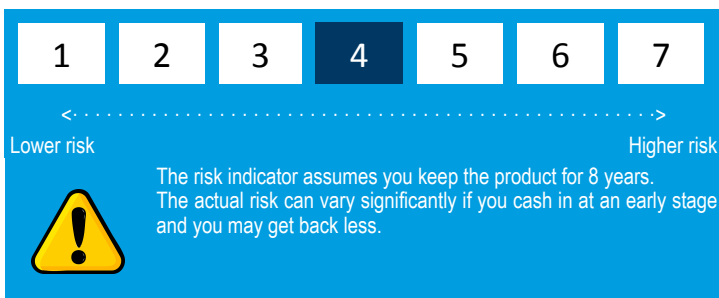 1 2 3 4 5 6 7
Lower risk Higher risk
The risk indicator assumes you keep the product for 8 years.
The actual risk can vary significantly if you cash in at an early stage
and you may get back less.